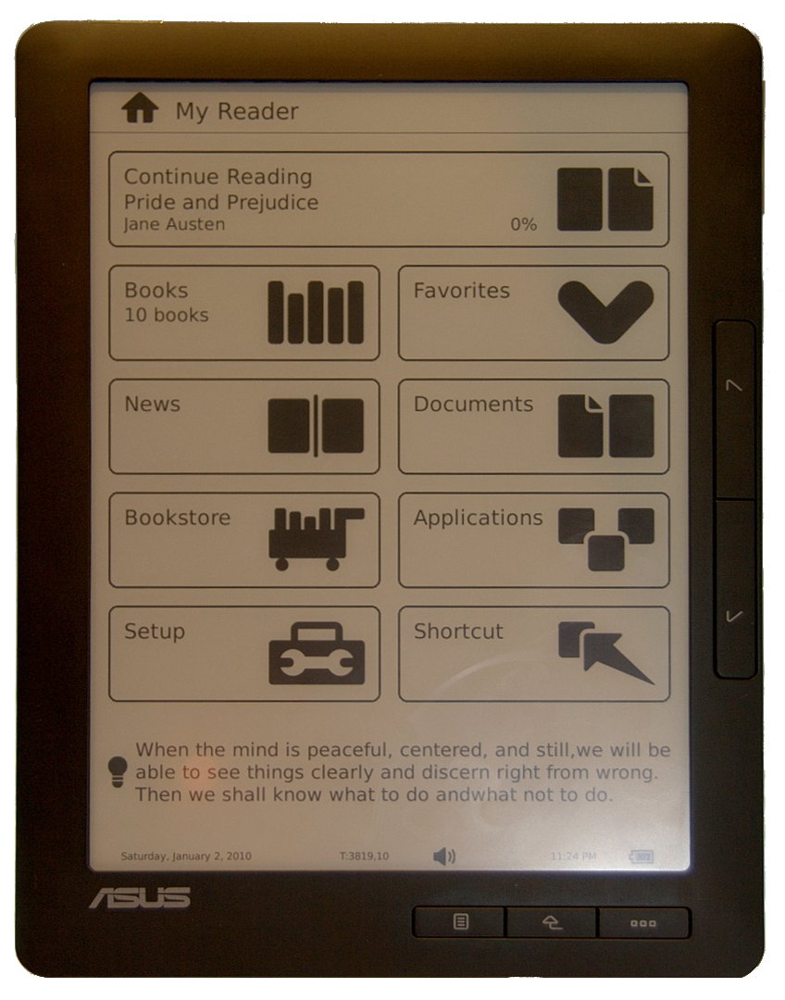 My Reader
Continue Reading
Pride and Prejudice
Jane Austen
0%
Books
10 books
Favorites
News
Documents
Bookstore
Applications
Setup
Shortcut
When the mind is peaceful, centered, and still,we will be
able to see things clearly and discern right from wrong.
Then we shall know what to do andwhat not to do.
Saturday, January 2, 2010
T:3819,10
11:24 PM
ASUS